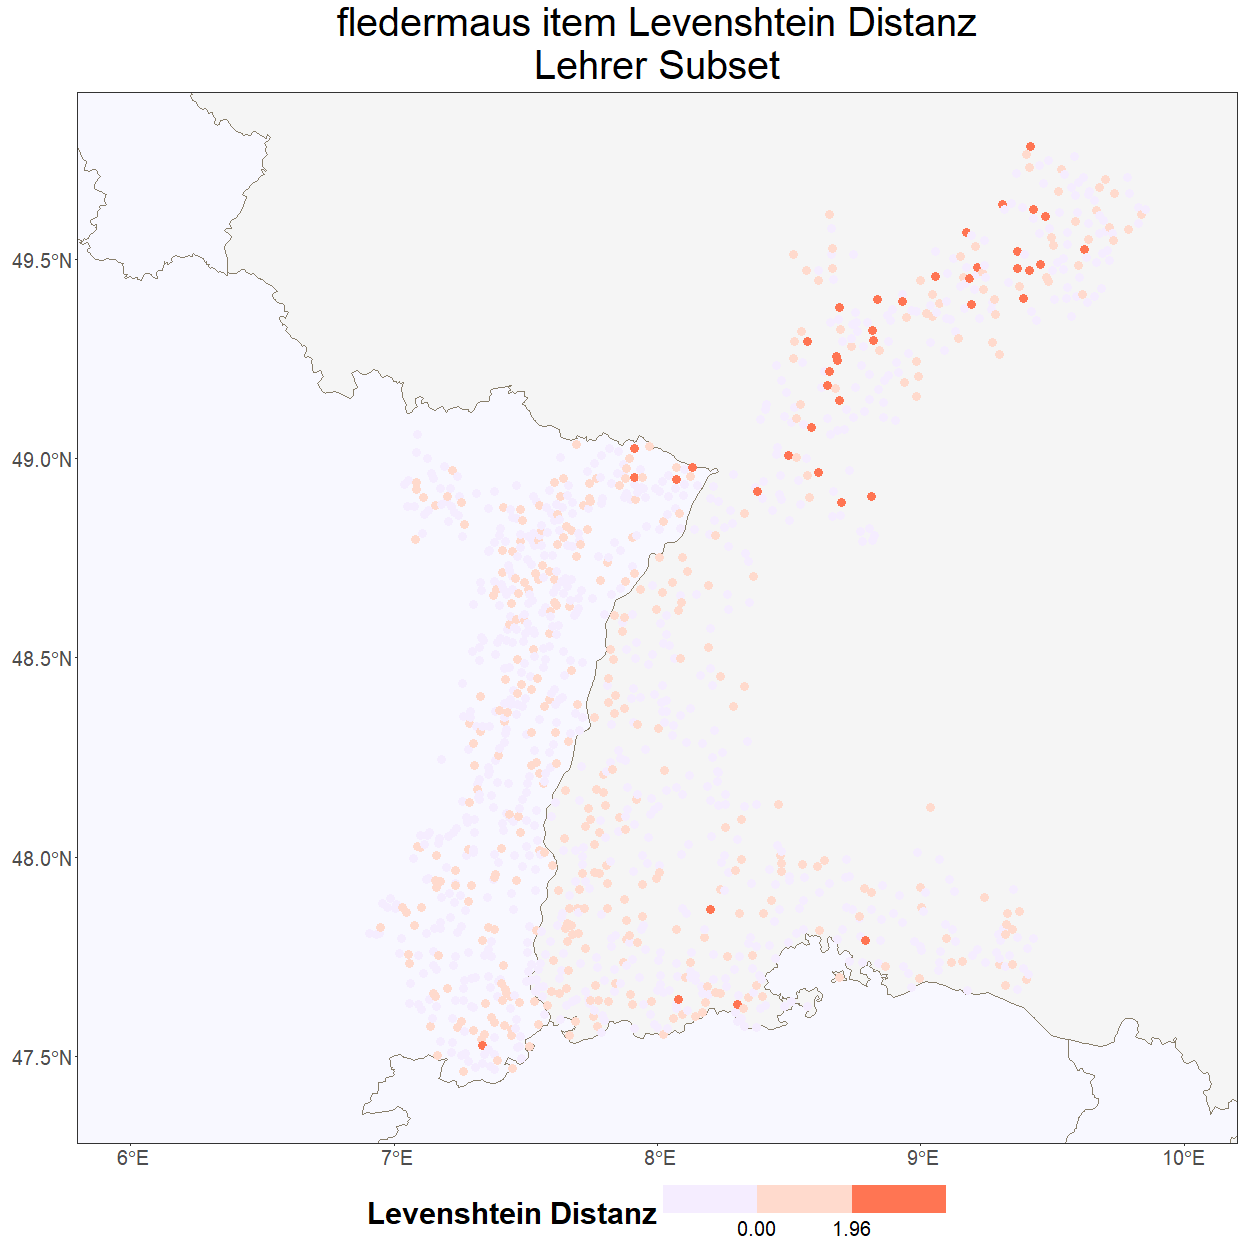 fledermaus item Levenshtein Distanz
Lehrer Subset
49.5°N
49.0°N
48.5°N
48.0°N
47.5°N
6°E 7°E 8°E 9°E 10°E
Levenshtein Distanz
0.00 1.96